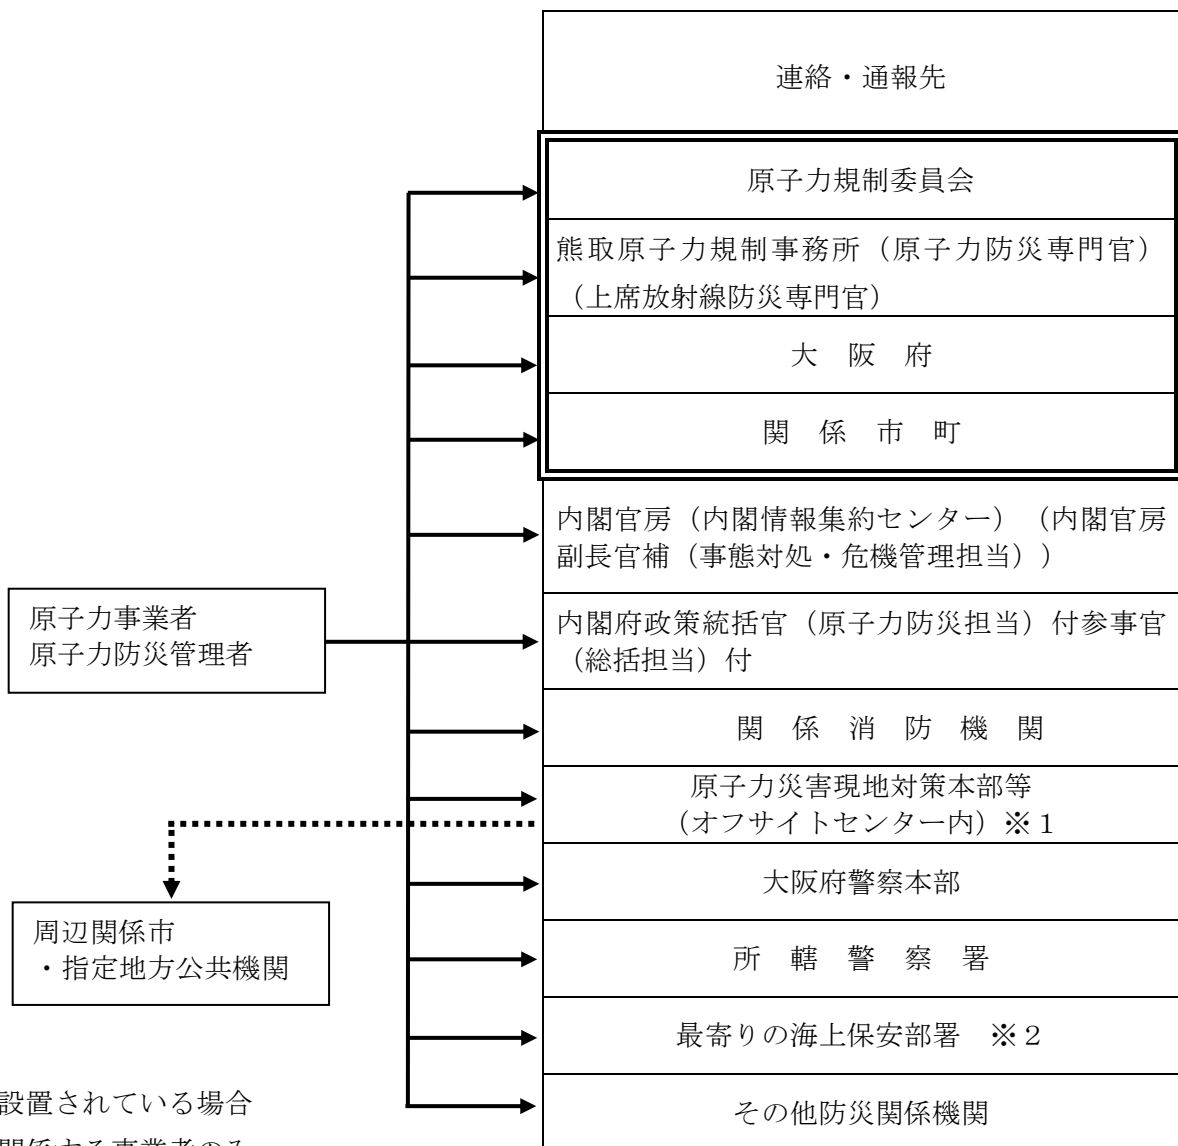 連絡・通報先
原子力規制委員会
熊取原子力規制事務所（原子力防災専門官）
（上席放射線防災専門官）
大　阪　府
関　係　市　町
内閣官房（内閣情報集約センター）（内閣官房
副長官補（事態対処・危機管理担当））
原子力事業者
原子力防災管理者
内閣府政策統括官（原子力防災担当）付参事官
（総括担当）付
関　係　消　防　機　関
原子力災害現地対策本部等
（オフサイトセンター内）※１
大阪府警察本部
周辺関係市
・指定地方公共機関
所　轄　警　察　署
最寄りの海上保安部署　※２
設置されている場合
その他防災関係機関
関係する事業者のみ